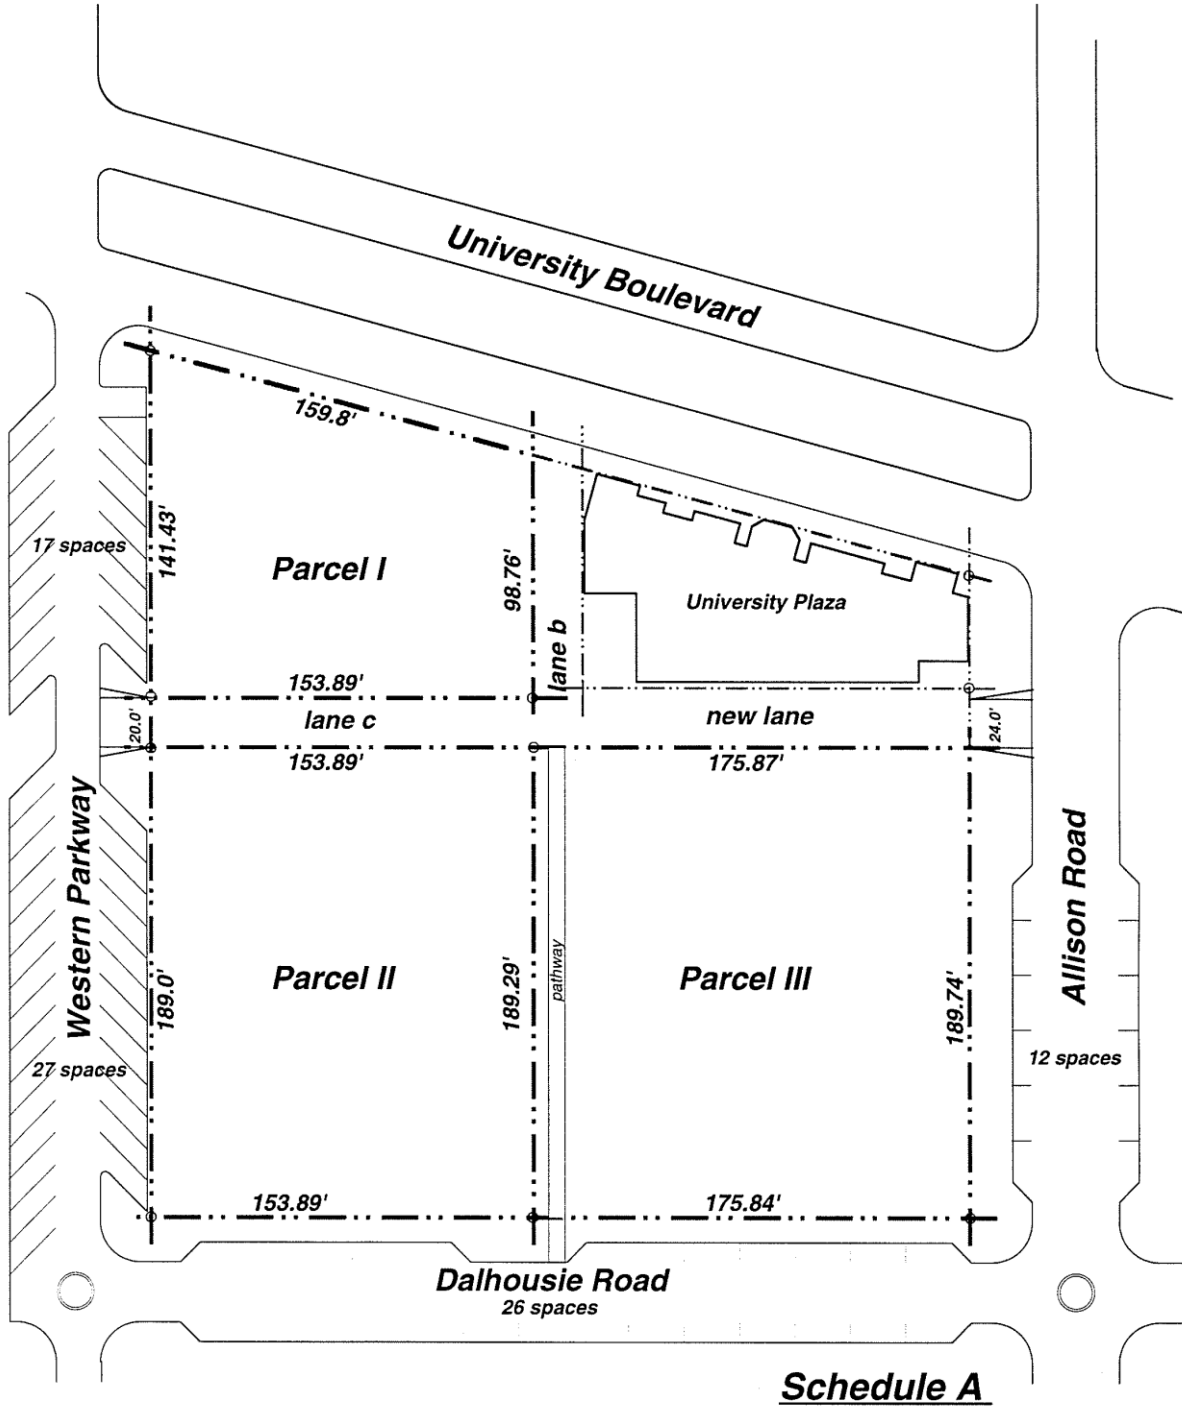 University Boulevard
159.8'
141.43'
17 spaces
Parcel I
98.76'
University Plaza
lane b
153.89'
20.0'
lane c
new lane
24.0'
153.89'
175.87'
Western Parkway
Allison Road
Parcel II
pathway
Parcel III
189.0'
189.29'
189.74'
27 spaces
12 spaces
153.89'
175.84'
Dalhousie Road
26 spaces
Schedule A